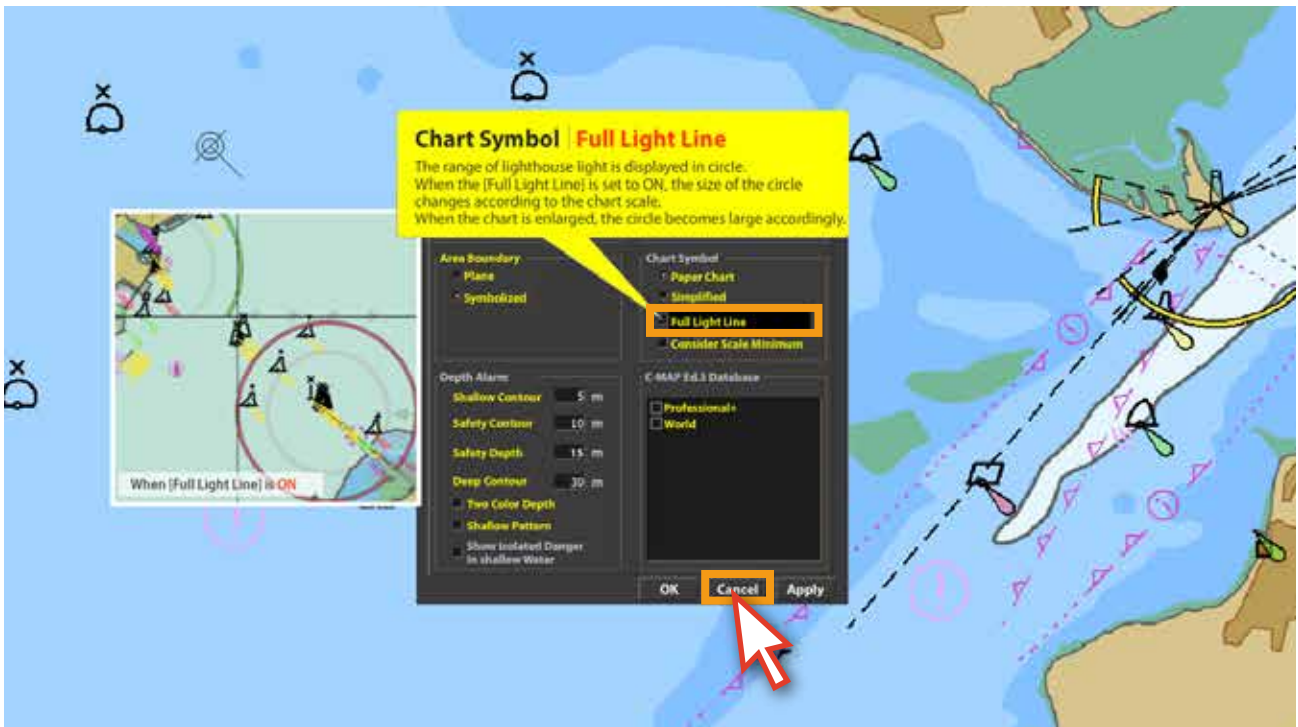 Chart Symbol | Full Light Line
The range of lighthouse light is displayed in circle.
When the [Full Light Line] is set to ON, the size of the circle
changes according to the chart scale.
When the chart is enlarged, the circle becomes large accordingly.
Area Boundary
Plane
Symbolized
Chart Symbol
Paper Chart
Simplified
Full Light Line
Consider Scale Minimum
When [Full Light Line] is ON
Depth Alarm
Shallow Contour 5 m
Safety Contour 10 m
Safety Depth 15 m
Deep Contour 30 m
Two Color Depth
Shallow Pattern
Show Isolated Danger
in shallow Water
C-MAP Ed.3 Database
Professional+
World
OK Cancel Apply